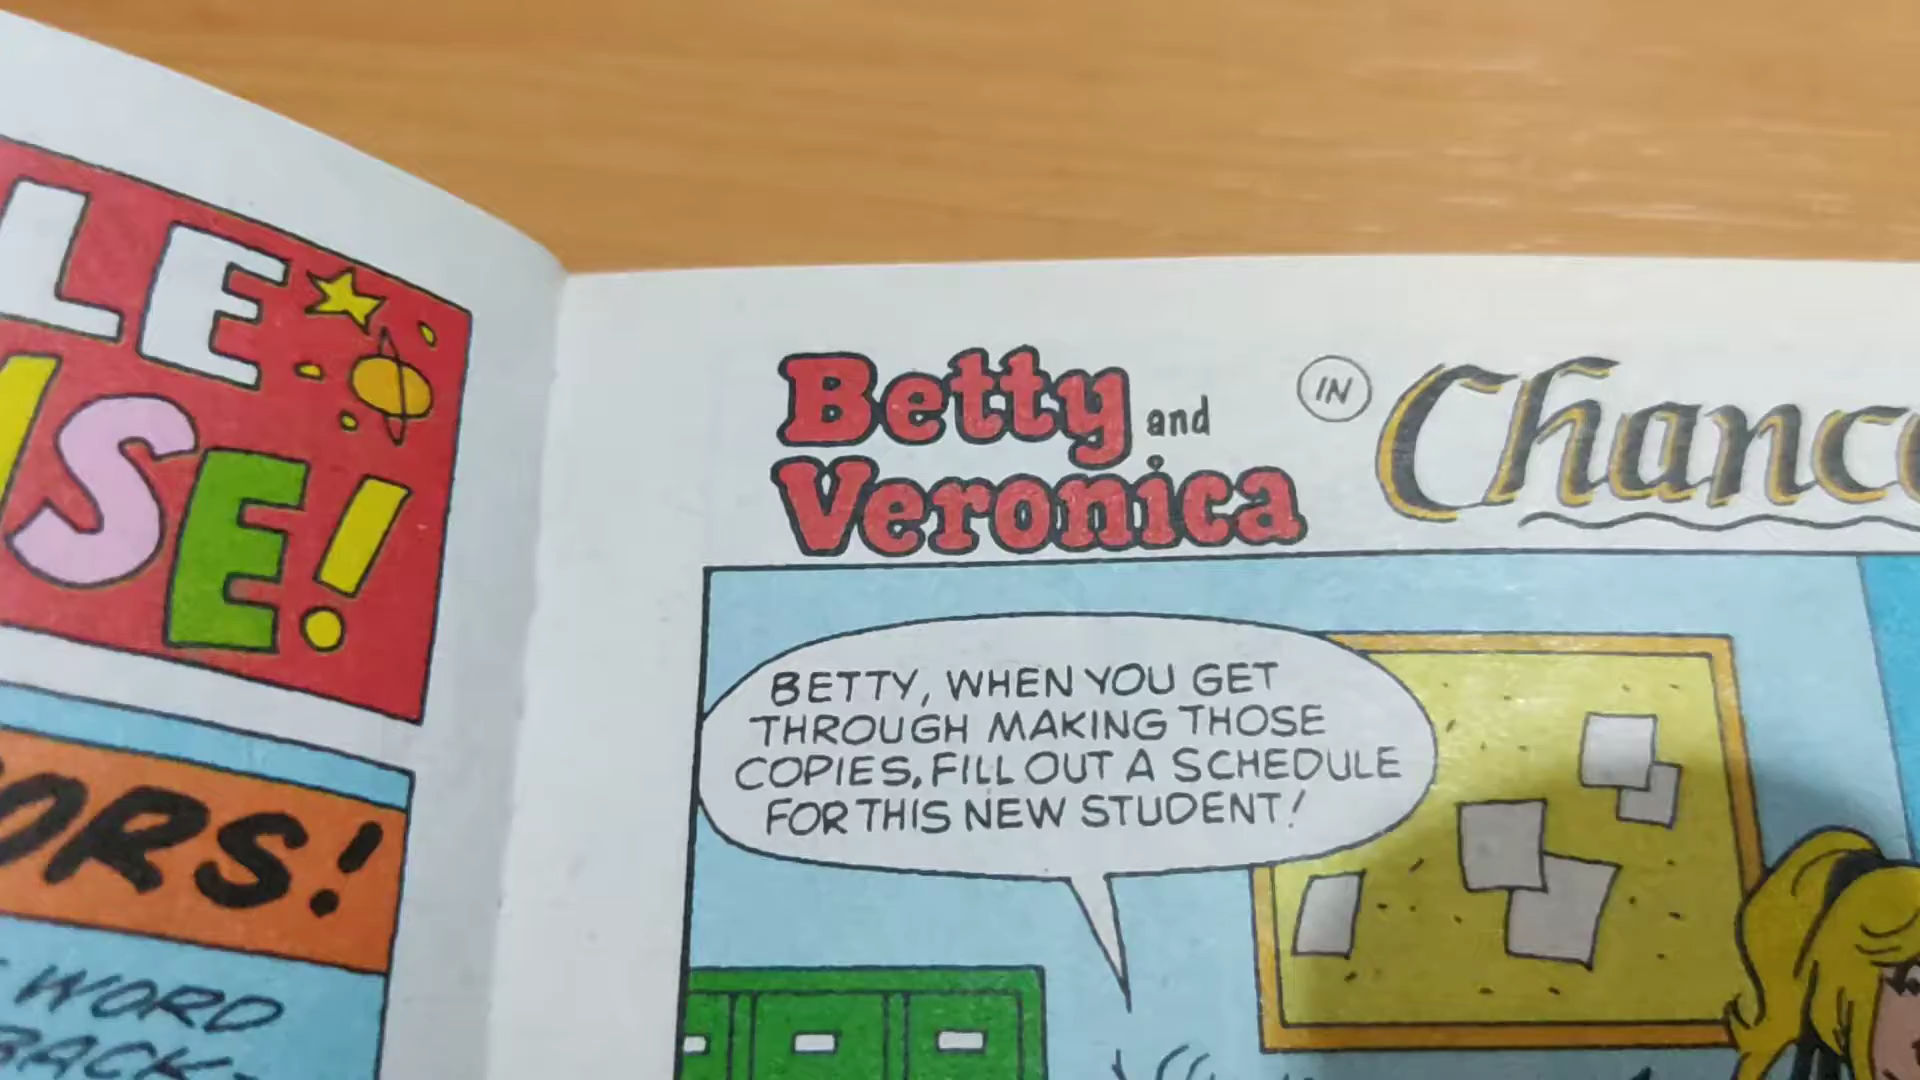 LE
SE!
ORS!
WORD
BACK-
Betty and
Veronica
IN
BETTY, WHEN YOU GET
THROUGH MAKING THOSE
COPIES, FILL OUT A SCHEDULE
FOR THIS NEW STUDENT!